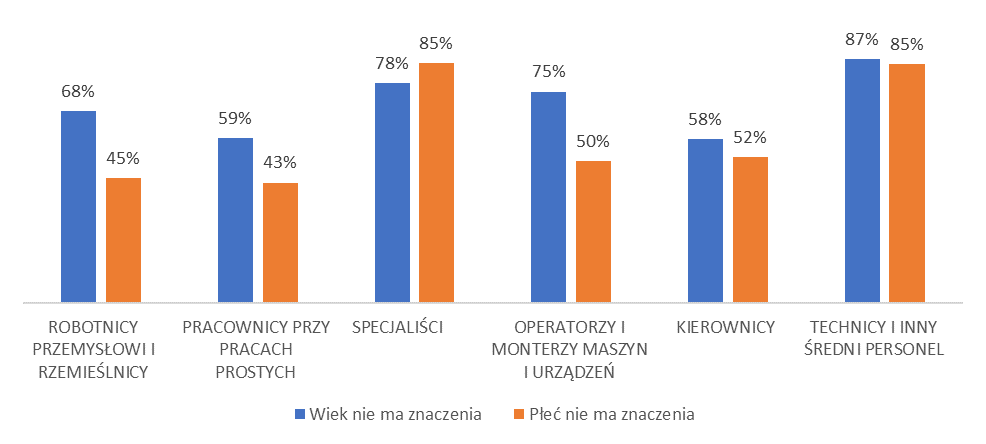 68%
45%
59%
43%
78%
85%
75%
50%
58%
52%
87%
85%
ROBOTNICY
PRZEMYSŁOWI I
RZEMIEŚLNICY
PRACOWNICY PRZY
PRACACH
PROSTYCH
SPECJALIŚCI
OPERATORZY I
MONTERZY MASZYN
I URZĄDZEŃ
KIEROWNICY
TECHNICY I INNY
ŚREDNI PERSONEL
Wiek nie ma znaczenia
Płeć nie ma znaczenia